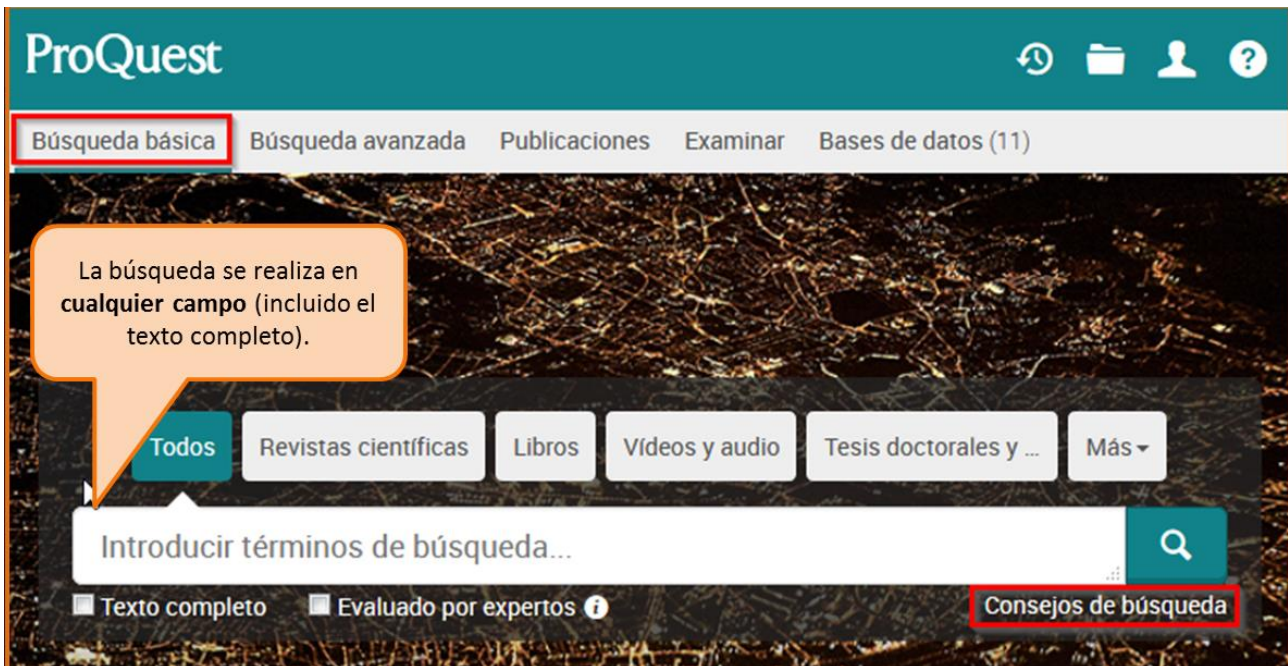 ProQuest
Búsqueda básica Búsqueda avanzada Publicaciones Examinar Bases de datos (11)
La búsqueda se realiza en
cualquier campo (incluido el
texto completo).
Todos Revistas científicas Libros Vídeos y audio Tesis doctorales y ... Más
Introducir términos de búsqueda...
Texto completo Evaluado por expertos
Consejos de búsqueda